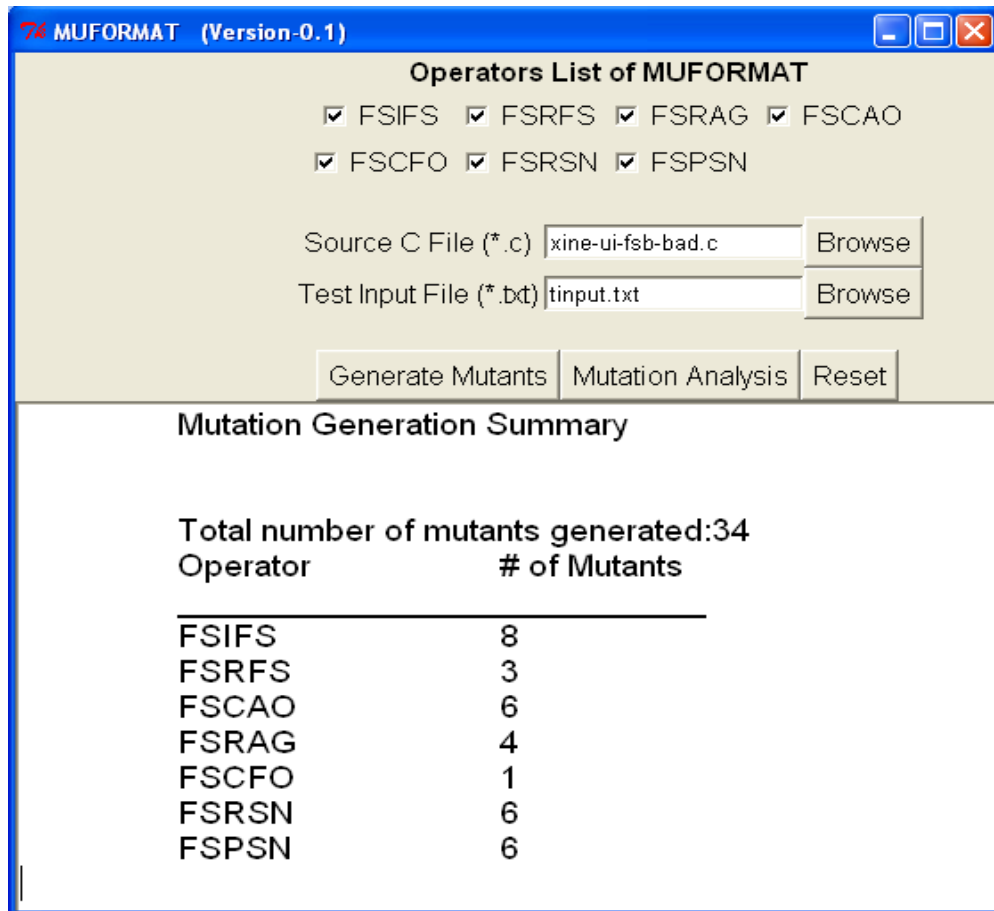 MUFORMAT (Version-0.1)
Operators List of MUFORMAT
FSIFS FSRFS FSRAG FSCAO
FSCFO FSRSN FSPSN
Source C File (*.c) xine-ui-fsb-bad.c Browse
Test Input File (*.txt) tinput.txt Browse
Generate Mutants Mutation Analysis Reset
Mutation Generation Summary
Total number of mutants generated:34
Operator # of Mutants
FSIFS 8
FSRFS 3
FSCAO 6
FSRAG 4
FSCFO 1
FSRSN 6
FSPSN 6